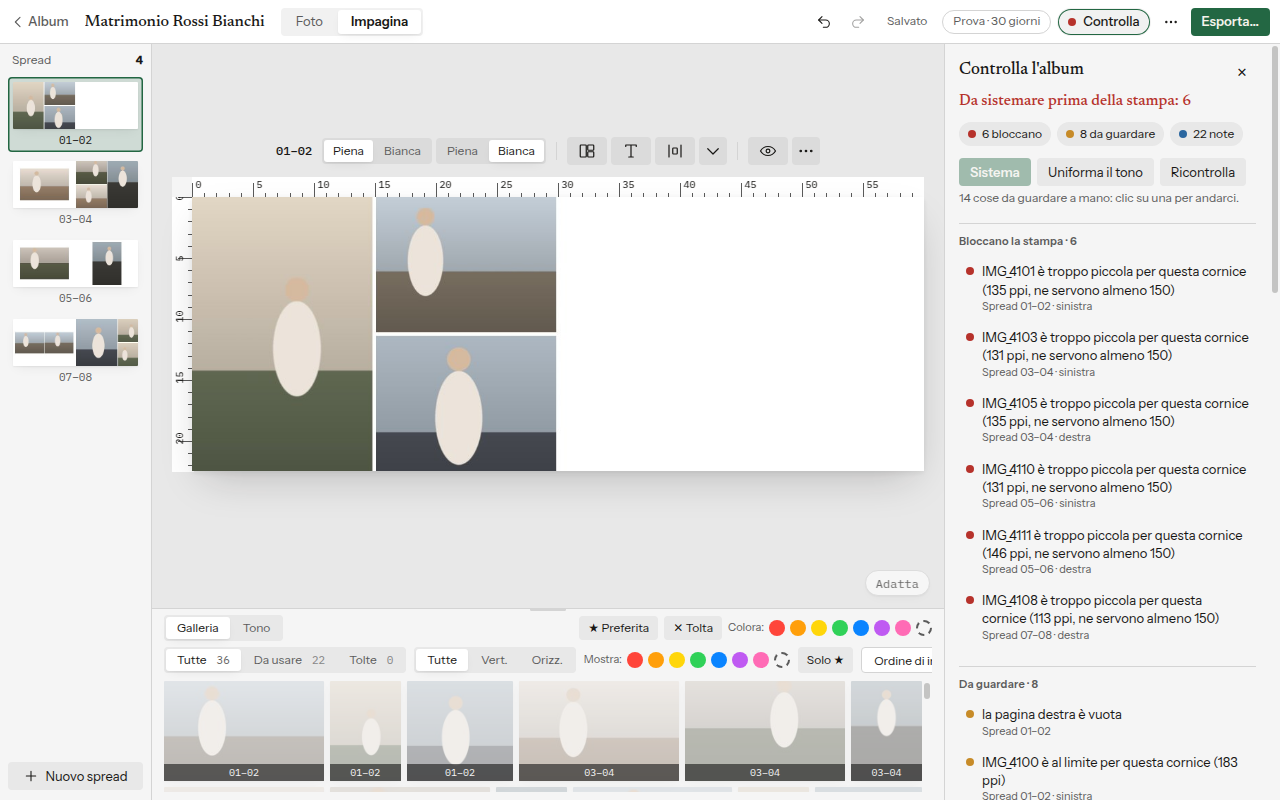 Album
Matrimonio Rossi Bianchi
Foto
Impagina
Salvato
Prova · 30 giorni
Controlla
Esporta...
Spread 4
01–02
03–04
05–06
07–08
Nuovo spread
01–02
Piena
Bianca
Piena
Bianca
0 5 10 15 20 25 30 35 40 45 50 55
0
5
10
15
20
Adatta
Galleria
Tono
★ Preferita
✕ Tolta
Colora:
Tutte 36
Da usare 22
Tolte 0
Tutte
Vert.
Orizz.
Mostra:
Solo ★
Ordine di
01–02
01–02
01–02
03–04
03–04
03–04
Controlla l'album
Da sistemare prima della stampa: 6
6 bloccano
8 da guardare
22 note
Sistema
Uniforma il tono
Ricontrolla
14 cose da guardare a mano: clic su una per andarci.
Bloccano la stampa · 6
IMG_4101 è troppo piccola per questa cornice
(135 ppi, ne servono almeno 150)
Spread 01–02 · sinistra
IMG_4103 è troppo piccola per questa cornice
(131 ppi, ne servono almeno 150)
Spread 03–04 · sinistra
IMG_4105 è troppo piccola per questa cornice
(135 ppi, ne servono almeno 150)
Spread 03–04 · destra
IMG_4110 è troppo piccola per questa cornice
(131 ppi, ne servono almeno 150)
Spread 05–06 · sinistra
IMG_4111 è troppo piccola per questa cornice
(146 ppi, ne servono almeno 150)
Spread 05–06 · destra
IMG_4108 è troppo piccola per questa
cornice (113 ppi, ne servono almeno 150)
Spread 07–08 · destra
Da guardare · 8
la pagina destra è vuota
Spread 01–02
IMG_4100 è al limite per questa cornice (183
ppi)
Spread 01–02 · sinistra